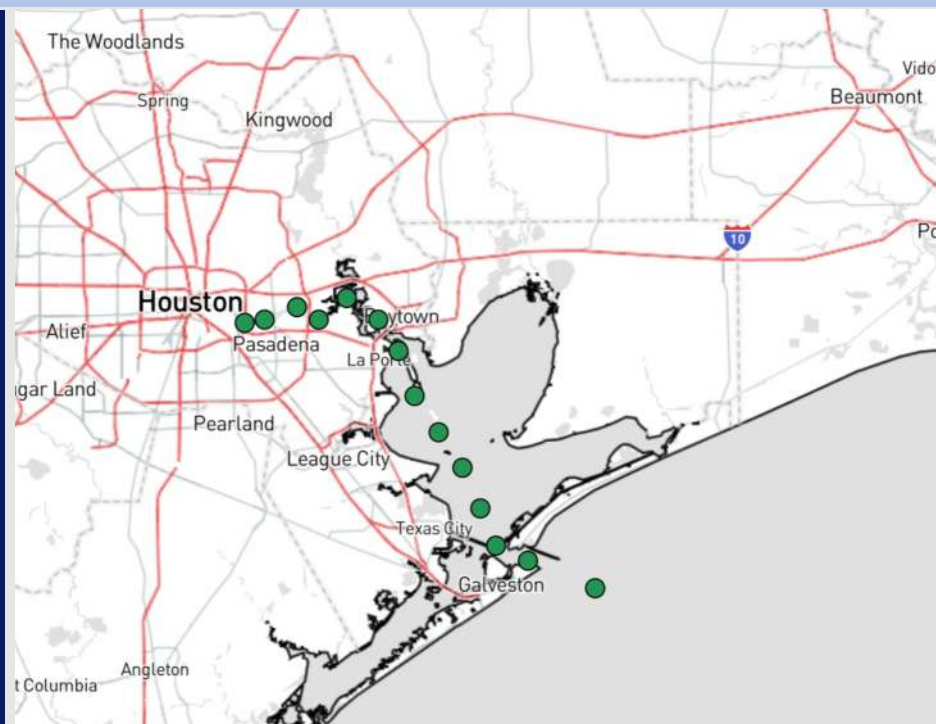 The Woodlands
Spring
Kingwood
Vido
Beaumont
10
Po
Houston
Baytown
Alief
Pasadena
La Porte
gar Land
Pearland
League City
Texas City
Galveston
Angleton
t Columbia